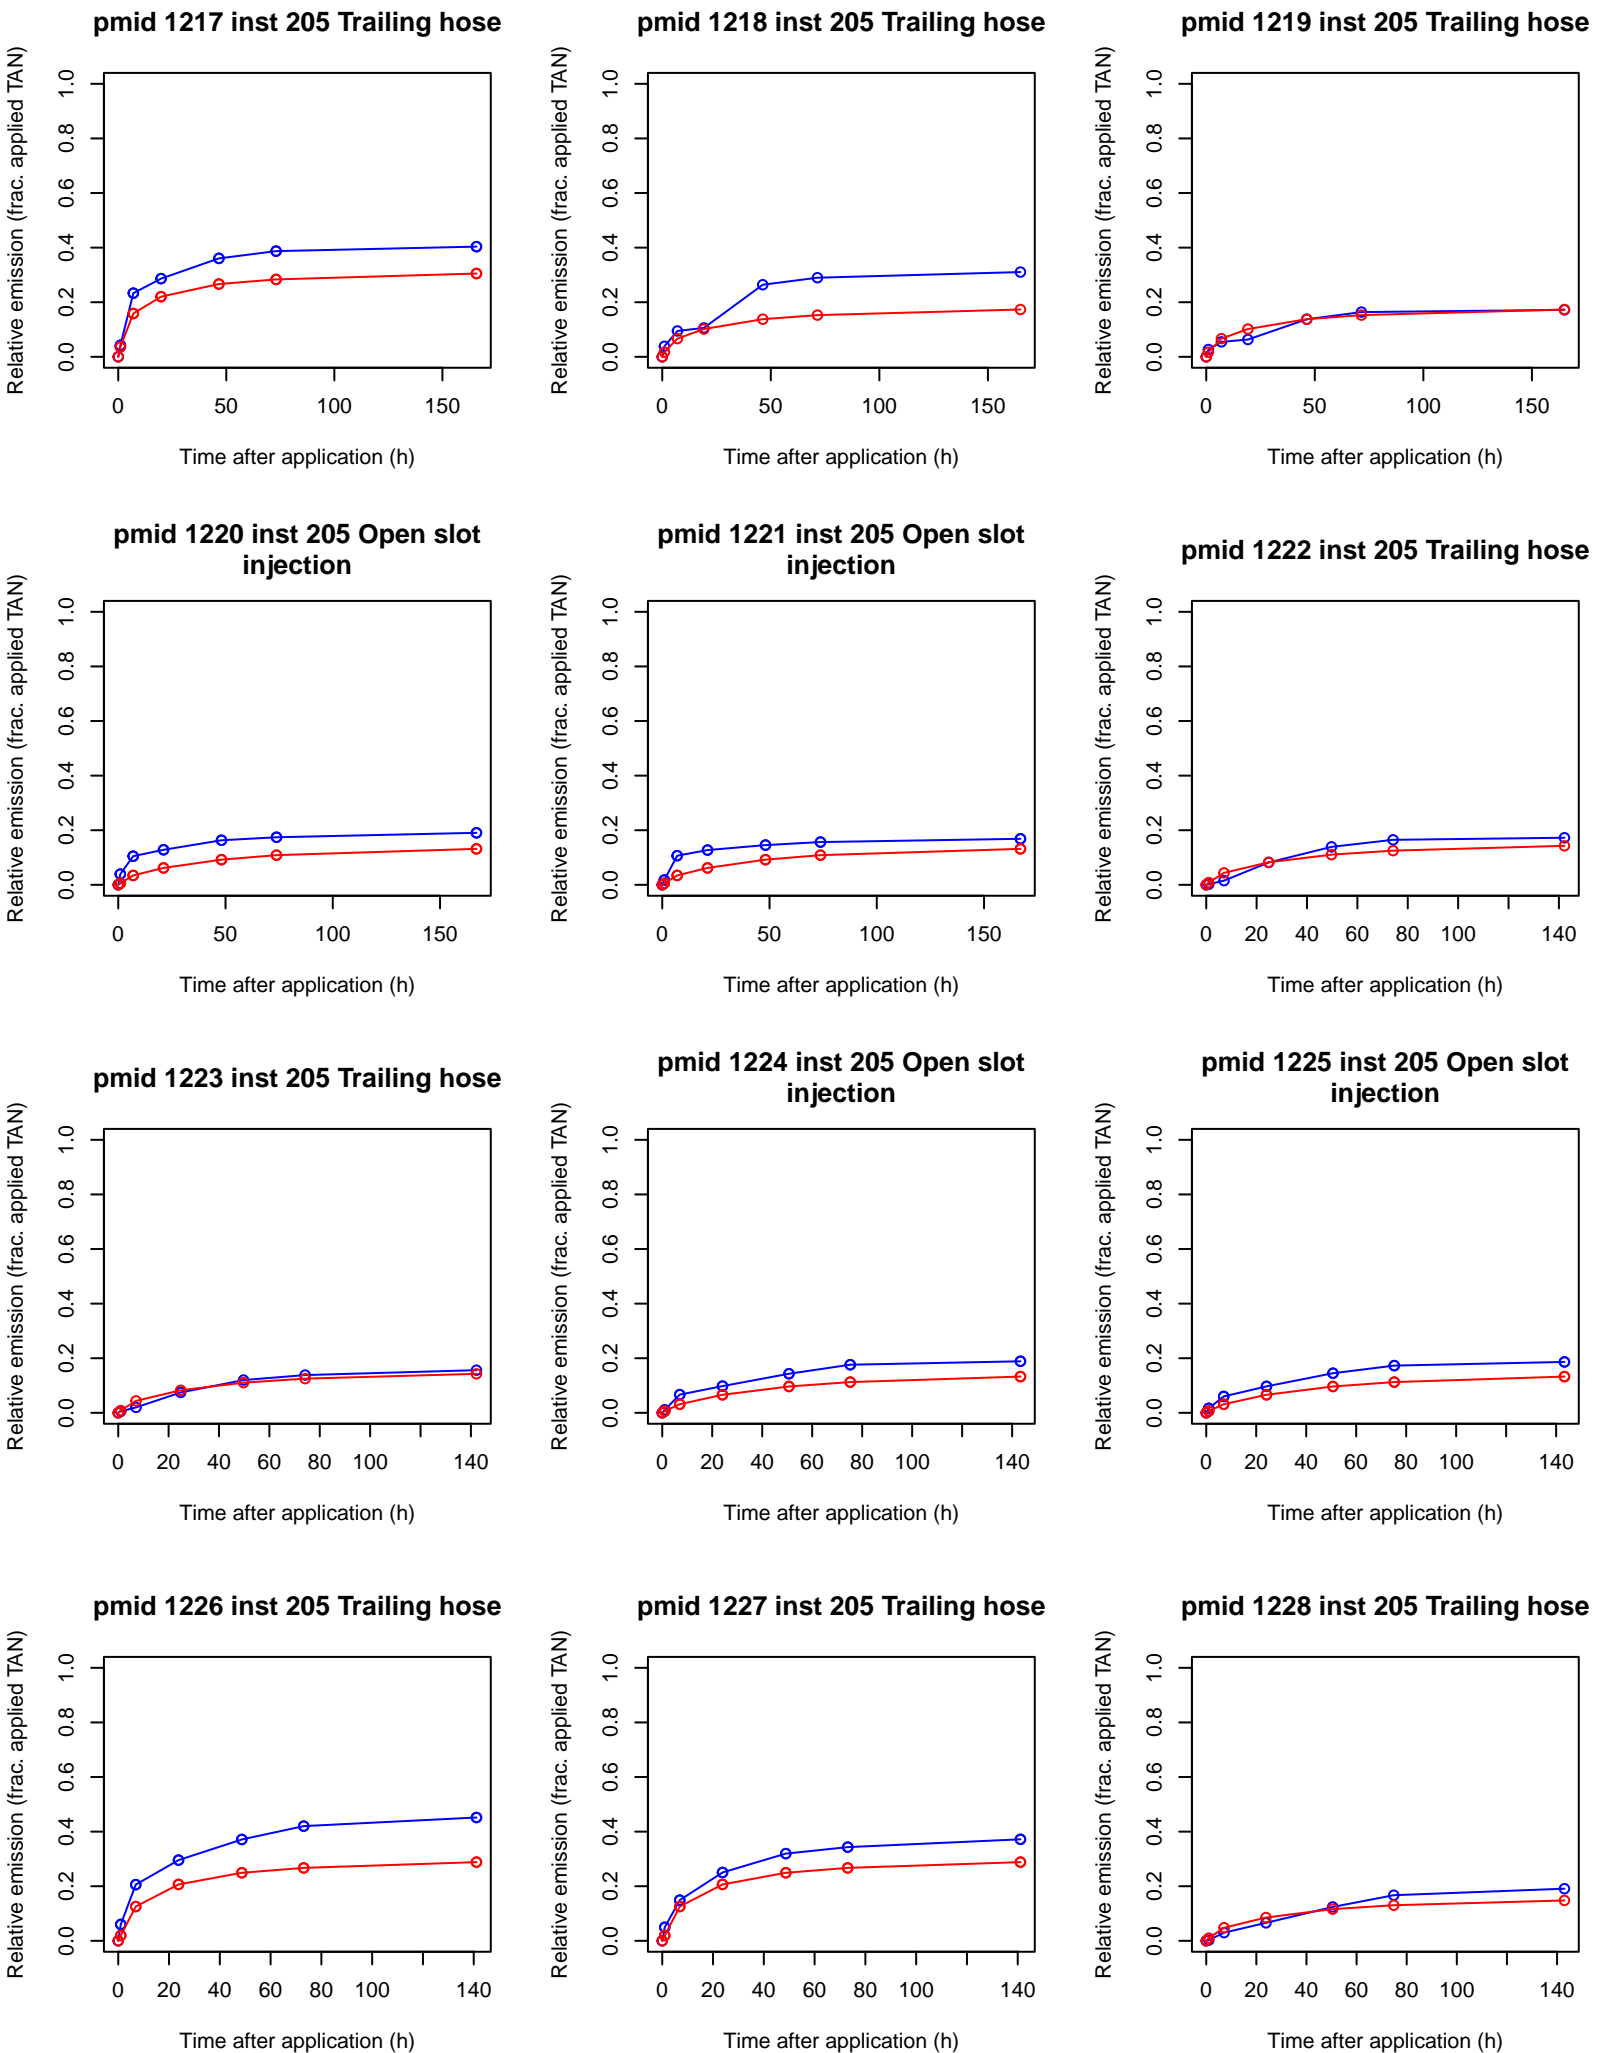 pmid 1217 inst 205 Trailing hose
Relative emission (frac. applied TAN)
1.0
0.8
0.6
0.4
0.2
0.0
0 50 100 150
Time after application (h)
pmid 1218 inst 205 Trailing hose
Relative emission (frac. applied TAN)
1.0
0.8
0.6
0.4
0.2
0.0
0 50 100 150
Time after application (h)
pmid 1219 inst 205 Trailing hose
Relative emission (frac. applied TAN)
1.0
0.8
0.6
0.4
0.2
0.0
0 50 100 150
Time after application (h)
pmid 1220 inst 205 Open slot
injection
Relative emission (frac. applied TAN)
1.0
0.8
0.6
0.4
0.2
0.0
0 50 100 150
Time after application (h)
pmid 1221 inst 205 Open slot
injection
Relative emission (frac. applied TAN)
1.0
0.8
0.6
0.4
0.2
0.0
0 50 100 150
Time after application (h)
pmid 1222 inst 205 Trailing hose
Relative emission (frac. applied TAN)
1.0
0.8
0.6
0.4
0.2
0.0
0 20 40 60 80 100 140
Time after application (h)
pmid 1223 inst 205 Trailing hose
Relative emission (frac. applied TAN)
1.0
0.8
0.6
0.4
0.2
0.0
0 20 40 60 80 100 140
Time after application (h)
pmid 1224 inst 205 Open slot
injection
Relative emission (frac. applied TAN)
1.0
0.8
0.6
0.4
0.2
0.0
0 20 40 60 80 100 140
Time after application (h)
pmid 1225 inst 205 Open slot
injection
Relative emission (frac. applied TAN)
1.0
0.8
0.6
0.4
0.2
0.0
0 20 40 60 80 100 140
Time after application (h)
pmid 1226 inst 205 Trailing hose
Relative emission (frac. applied TAN)
1.0
0.8
0.6
0.4
0.2
0.0
0 20 40 60 80 100 140
Time after application (h)
pmid 1227 inst 205 Trailing hose
Relative emission (frac. applied TAN)
1.0
0.8
0.6
0.4
0.2
0.0
0 20 40 60 80 100 140
Time after application (h)
pmid 1228 inst 205 Trailing hose
Relative emission (frac. applied TAN)
1.0
0.8
0.6
0.4
0.2
0.0
0 20 40 60 80 100 140
Time after application (h)